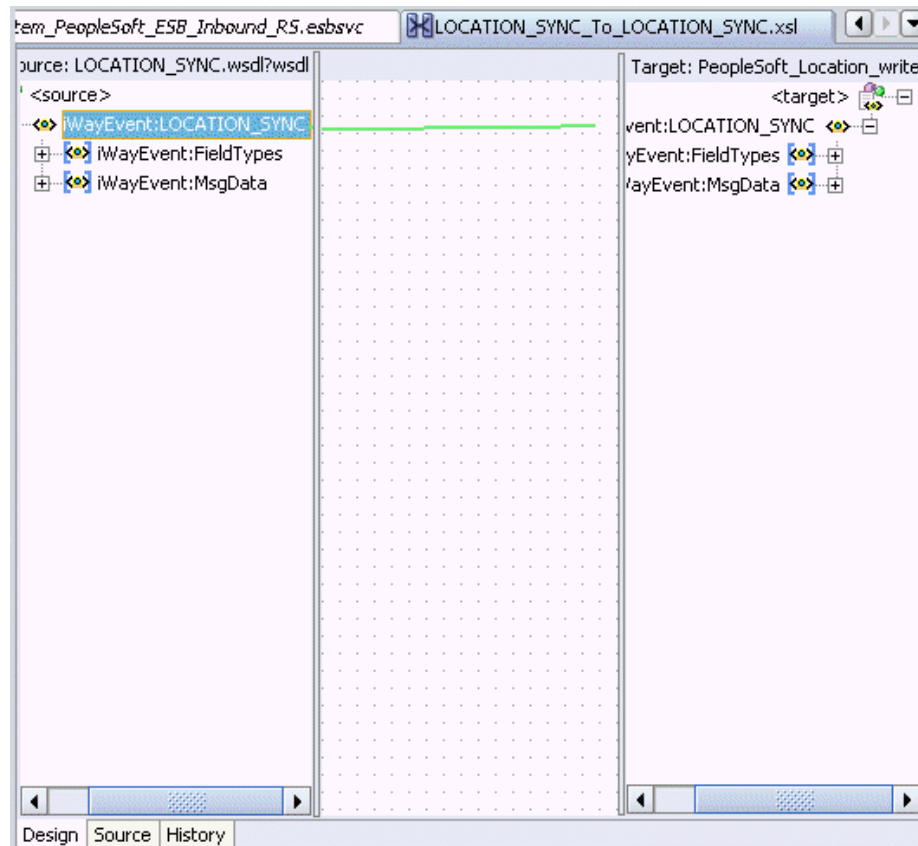 tem_PeopleSoft_ESB_Inbound_RS.esbsvc LOCATION_SYNC_To_LOCATION_SYNC.xsl
ource: LOCATION_SYNC.wsdl?wsdl Target: PeopleSoft_Location_write
<source> <target>
iWayEvent:LOCATION_SYNC vent:LOCATION_SYNC
iWayEvent:FieldTypes yEvent:FieldTypes
iWayEvent:MsgData ayEvent:MsgData
Design Source History